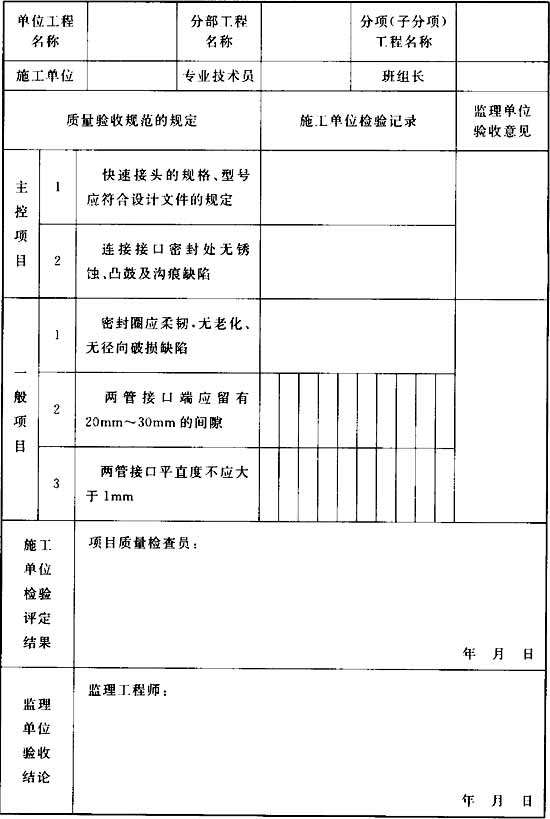 单位工程
名称
分部工程
名称
分项(子分项)
工程名称
施工单位
专业技术员
班组长
质量验收规范的规定
施工单位检验记录
监理单位
验收意见
主
控
项
目
1
快速接头的规格、型号
应符合设计文件的规定
2
连接接口密封处无锈
蚀、凸鼓及沟痕缺陷
一
般
项
目
1
密封圈应柔韧,无老化、
无径向破损缺陷
2
两管接口端应留有
20mm~30mm的间隙
3
两管接口平直度不应大
于1mm
施工
单位
检验
评定
结果
项目质量检查员:
年 月 日
监理
单位
验收
结论
监理工程师:
年 月 日